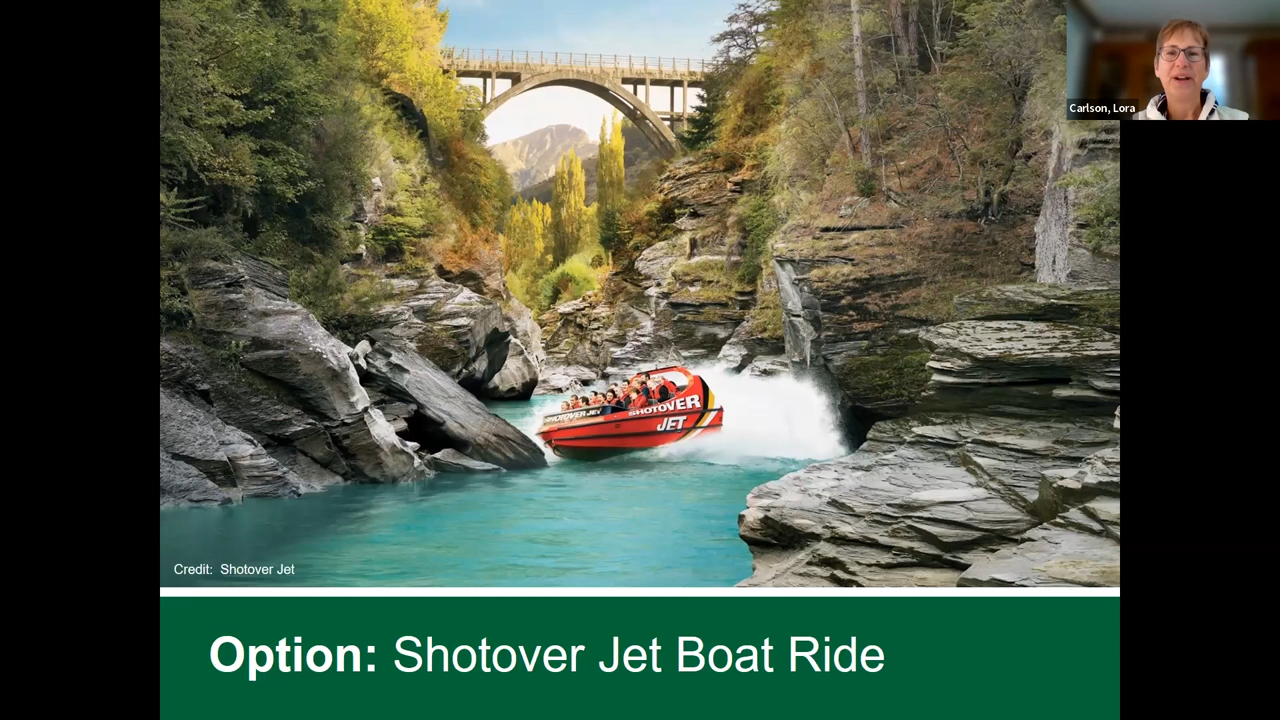 Carlson, Lora
SHOTOVER JET
SHOTOVER
JET
Credit: Shotover Jet
Option: Shotover Jet Boat Ride